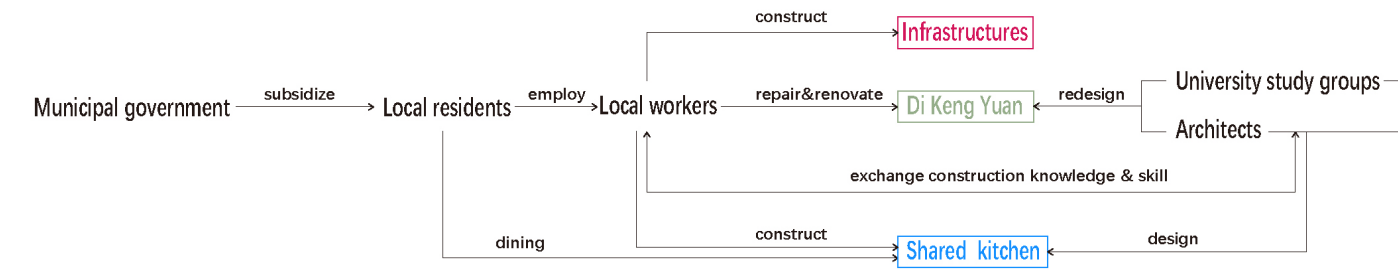 construct
Infrastructures
University study groups
Municipal government
subsidize
Local residents
employ
Local workers
repair&renovate
Di Keng Yuan
redesign
Architects
exchange construction knowledge & skill
dining
construct
Shared kitchen
design